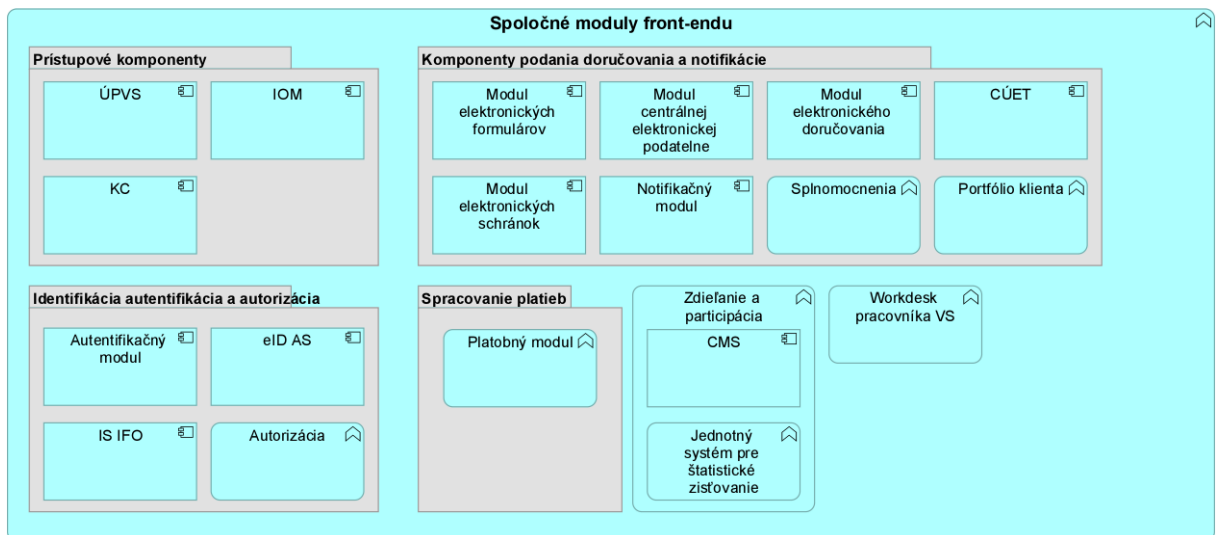 Spoločné moduly front-endu
Prístupové komponenty
ÚPVS
IOM
KC
Komponenty podania doručovania a notifikácie
Modul
elektronických
formulárov
Modul
centrálnej
elektronickej
podateľne
Modul
elektronického
doručovania
CÚET
Modul
elektronických
schránok
Notifikačný
modul
Splnomocnenia
Portfólio klienta
Identifikácia autentifikácia a autorizácia
Autentifikačný
modul
eID AS
IS IFO
Autorizácia
Spracovanie platieb
Platobný modul
Zdieľanie a
participácia
CMS
Jednotný
systém pre
štatistické
zisťovanie
Workdesk
pracovníka VS